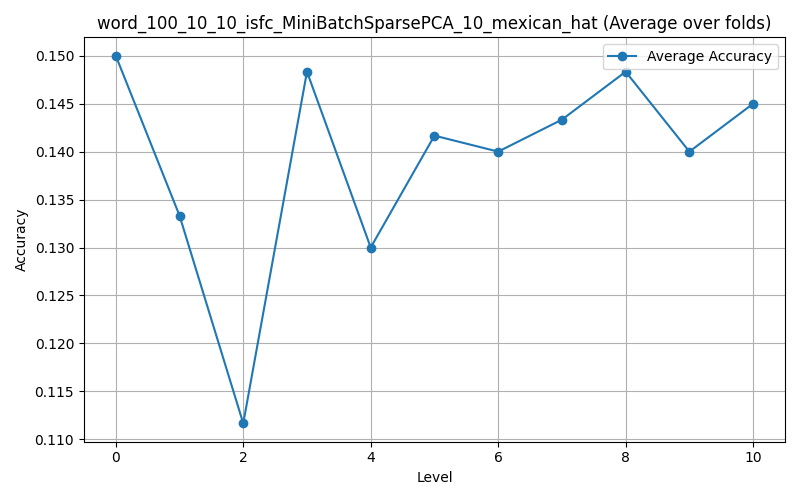 word_100_10_10_isfc_MiniBatchSparsePCA_10_mexican_hat (Average over folds)
Average Accuracy
0.150
0.145
0.140
0.135
0.130
0.125
0.120
0.115
0.110
Accuracy
0 2 4 6 8 10
Level